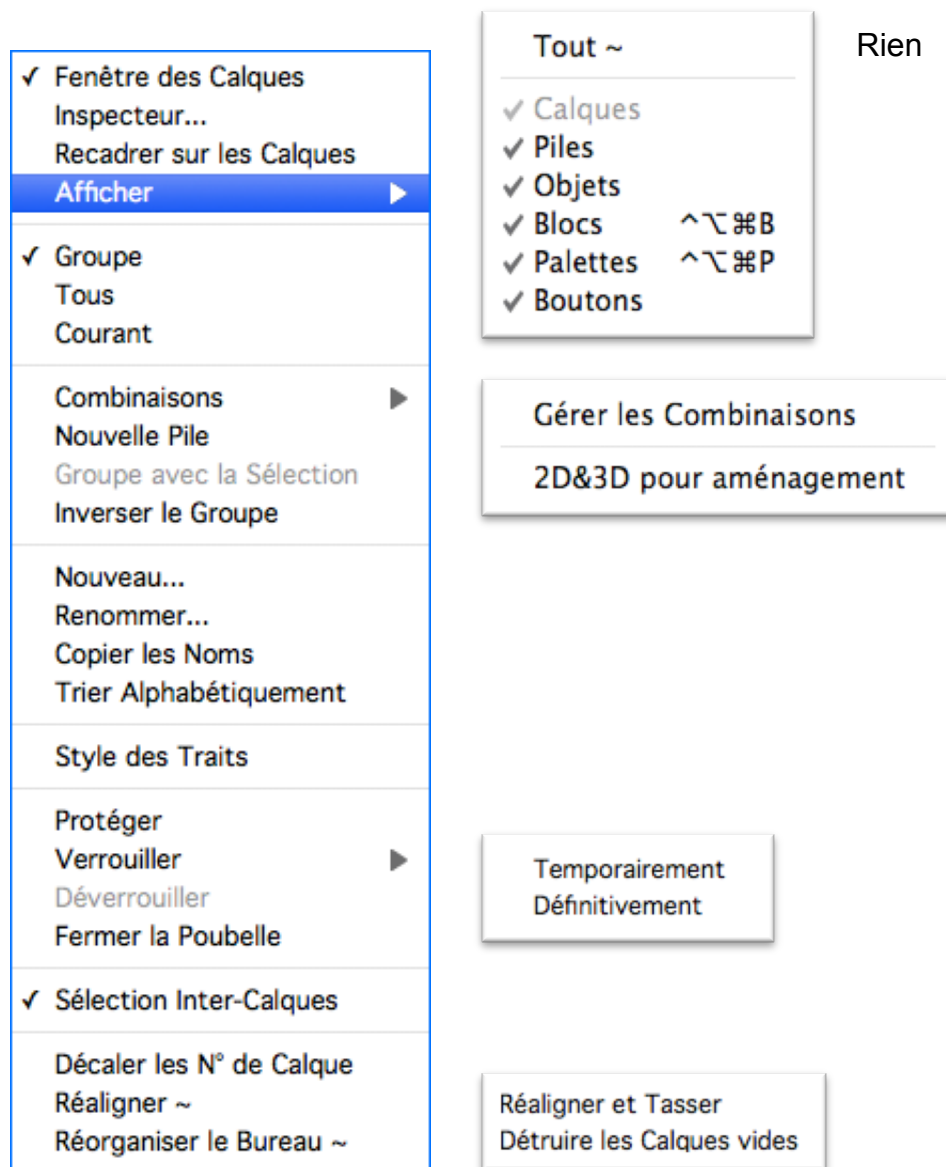 ✓ Fenêtre des Calques
Inspecteur...
Recadrer sur les Calques
Afficher
✓ Groupe
Tous
Courant
Combinaisons
Nouvelle Pile
Groupe avec la Sélection
Inverser le Groupe
Nouveau...
Renommer...
Copier les Noms
Trier Alphabétiquement
Style des Traits
Protéger
Verrouiller
Déverrouiller
Fermer la Poubelle
✓ Sélection Inter-Calques
Décaler les N° de Calque
Réaligner ~
Réorganiser le Bureau ~
Tout ~
Rien
✓ Calques
✓ Piles
✓ Objets
✓ Blocs ^⌥⌘B
✓ Palettes ^⌥⌘P
✓ Boutons
Gérer les Combinaisons
2D&3D pour aménagement
Temporairement
Définitivement
Réaligner et Tasser
Détruire les Calques vides